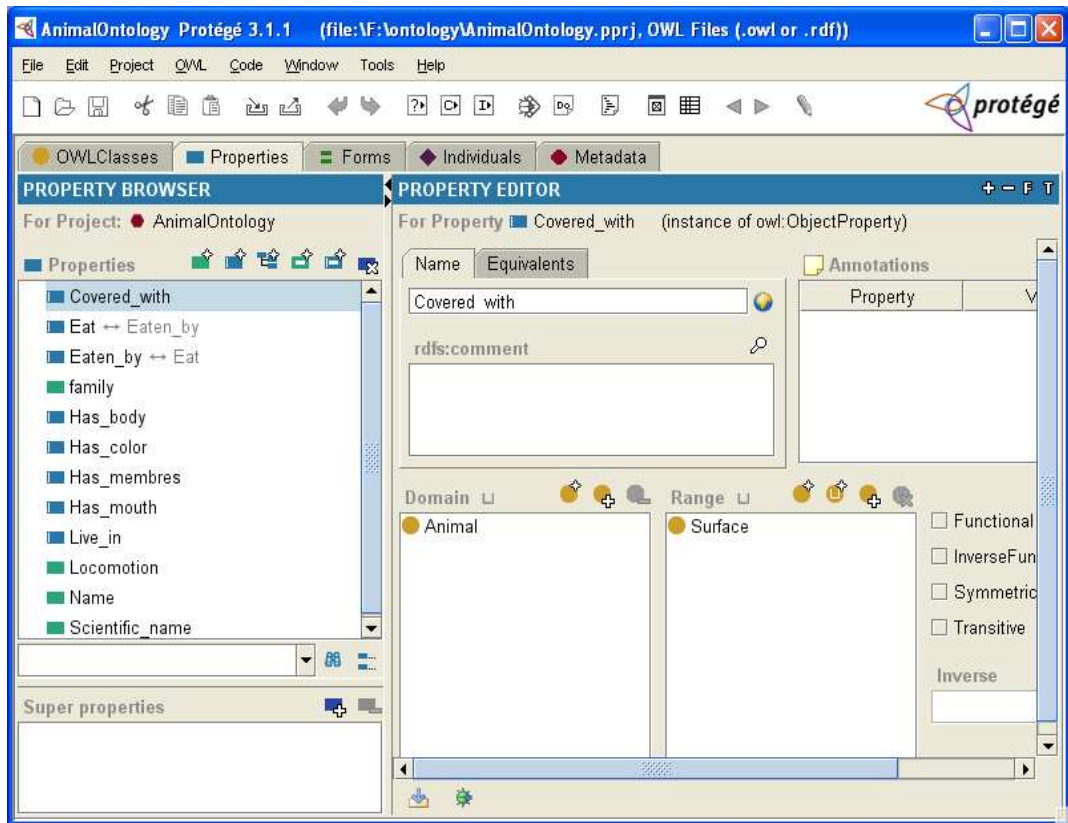 AnimalOntology Protégé 3.1.1 (file:\F:\ontology\AnimalOntology.pprj, OWL Files (.owl or .rdf))
File Edit Project OWL Code Window Tools Help
protégé
OWLClasses Properties Forms Individuals Metadata
PROPERTY BROWSER
For Project: AnimalOntology
Properties
Covered_with
Eat ↔ Eaten_by
Eaten_by ↔ Eat
family
Has_body
Has_color
Has_membres
Has_mouth
Live_in
Locomotion
Name
Scientific_name
Super properties
PROPERTY EDITOR
For Property Covered_with (instance of owl:ObjectProperty)
Name Equivalents
Covered with
rdfs:comment
Annotations
Property V
Domain ⊔
Animal
Range ⊔
Surface
Functional
InverseFun
Symmetric
Transitive
Inverse